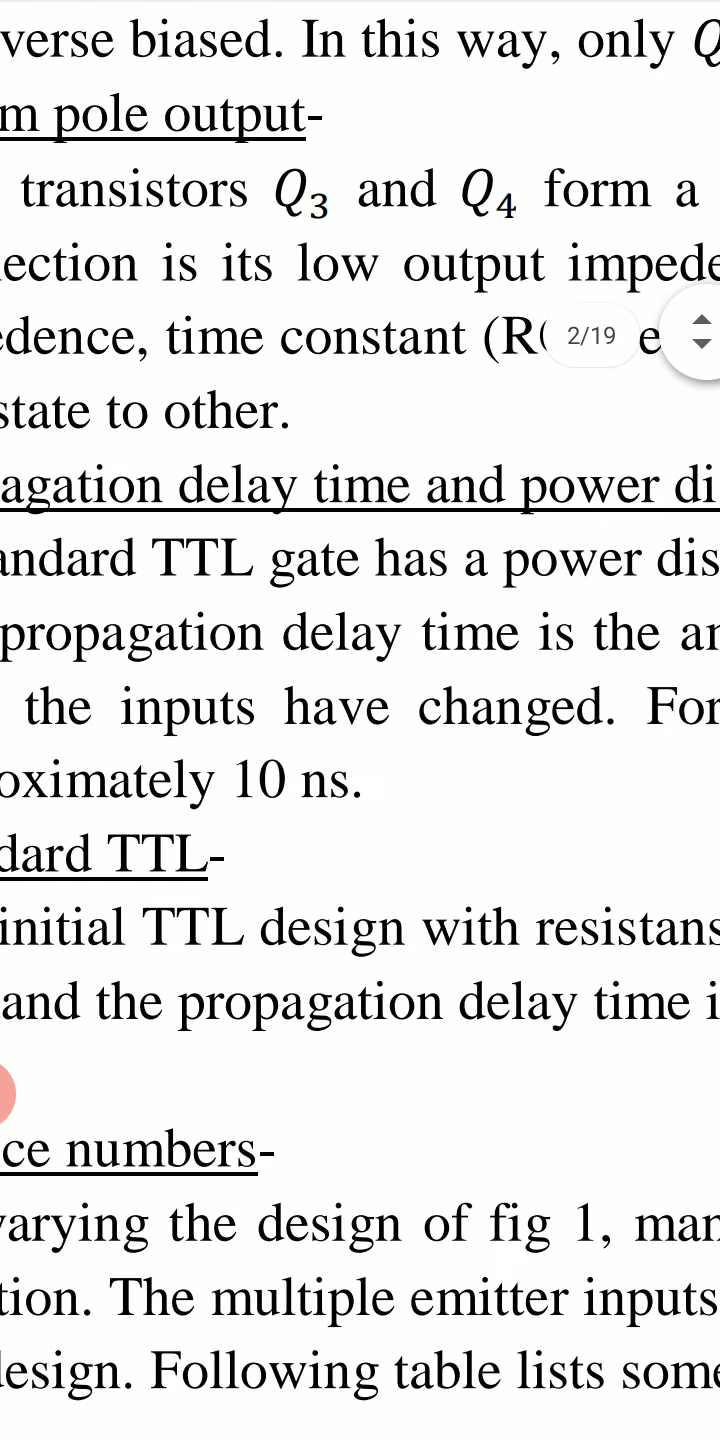 verse biased. In this way, only Q
m pole output-
transistors Q₃ and Q₄ form a
ection is its low output impede
edence, time constant (R
2/19
state to other.
agation delay time and power di
andard TTL gate has a power dis
propagation delay time is the an
the inputs have changed. For
oximately 10 ns.
dard TTL-
initial TTL design with resistans
and the propagation delay time i
ce numbers-
varying the design of fig 1, man
tion. The multiple emitter inputs
design. Following table lists some